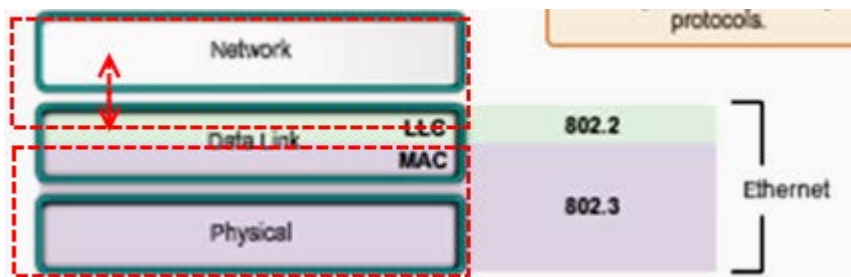 protocols.
Network
LLC
802.2
Data Link
MAC
Ethernet
802.3
Physical